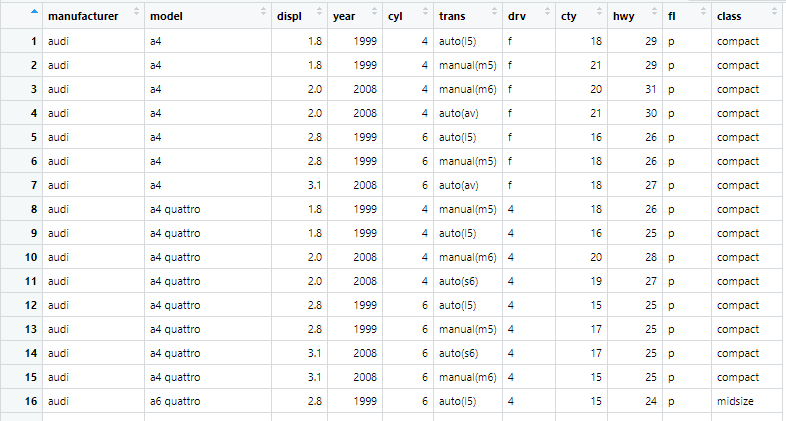 manufacturer model displ year cyl trans drv cty hwy fl class
1 audi a4 1.8 1999 4 auto(l5) f 18 29 p compact
2 audi a4 1.8 1999 4 manual(m5) f 21 29 p compact
3 audi a4 2.0 2008 4 manual(m6) f 20 31 p compact
4 audi a4 2.0 2008 4 auto(av) f 21 30 p compact
5 audi a4 2.8 1999 6 auto(l5) f 16 26 p compact
6 audi a4 2.8 1999 6 manual(m5) f 18 26 p compact
7 audi a4 3.1 2008 6 auto(av) f 18 27 p compact
8 audi a4 quattro 1.8 1999 4 manual(m5) 4 18 26 p compact
9 audi a4 quattro 1.8 1999 4 auto(l5) 4 16 25 p compact
10 audi a4 quattro 2.0 2008 4 manual(m6) 4 20 28 p compact
11 audi a4 quattro 2.0 2008 4 auto(s6) 4 19 27 p compact
12 audi a4 quattro 2.8 1999 6 auto(l5) 4 15 25 p compact
13 audi a4 quattro 2.8 1999 6 manual(m5) 4 17 25 p compact
14 audi a4 quattro 3.1 2008 6 auto(s6) 4 17 25 p compact
15 audi a4 quattro 3.1 2008 6 manual(m6) 4 15 25 p compact
16 audi a6 quattro 2.8 1999 6 auto(l5) 4 15 24 p midsize